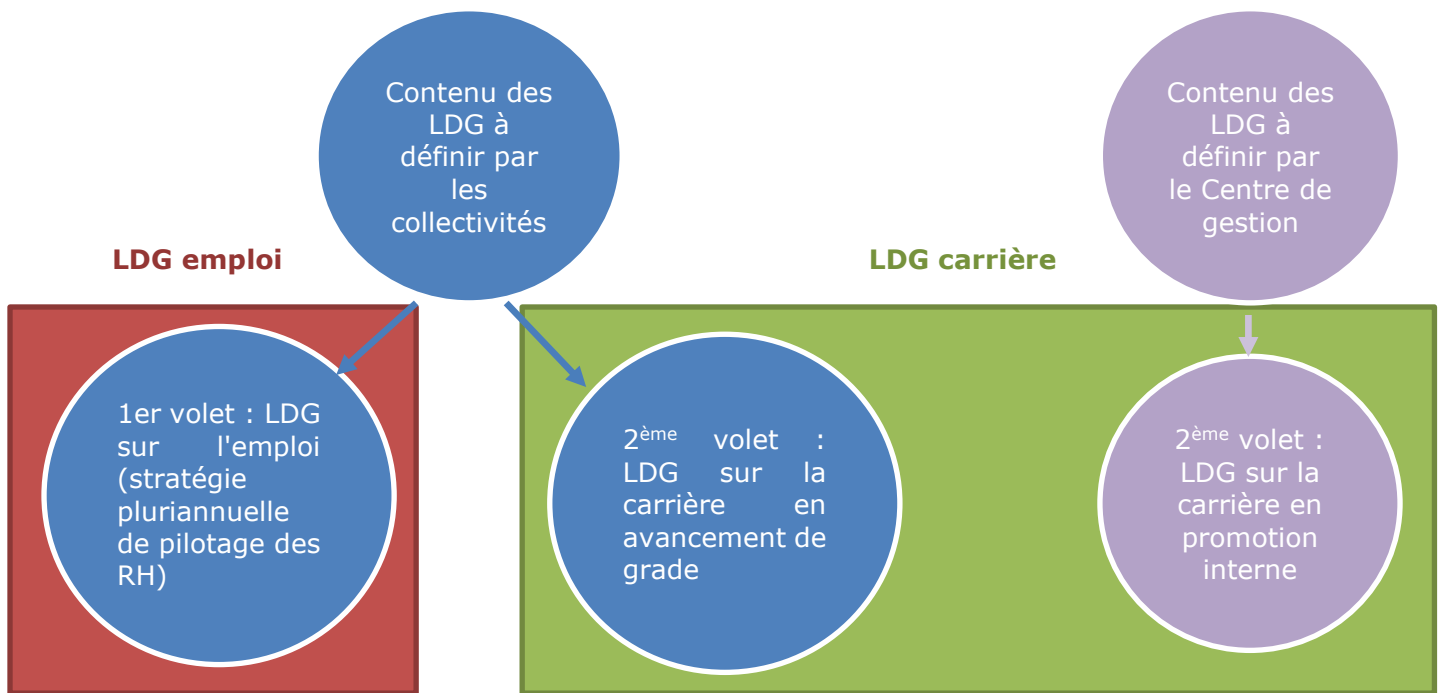 Contenu des
LDG à
définir par
les
collectivités
Contenu des
LDG à
définir par
le Centre de
gestion
LDG emploi
LDG carrière
1er volet : LDG
sur l'emploi
(stratégie
pluriannuelle
de pilotage des
RH)
2ème volet :
LDG sur la
carrière en
avancement de
grade
2ème volet :
LDG sur la
carrière en
promotion
interne